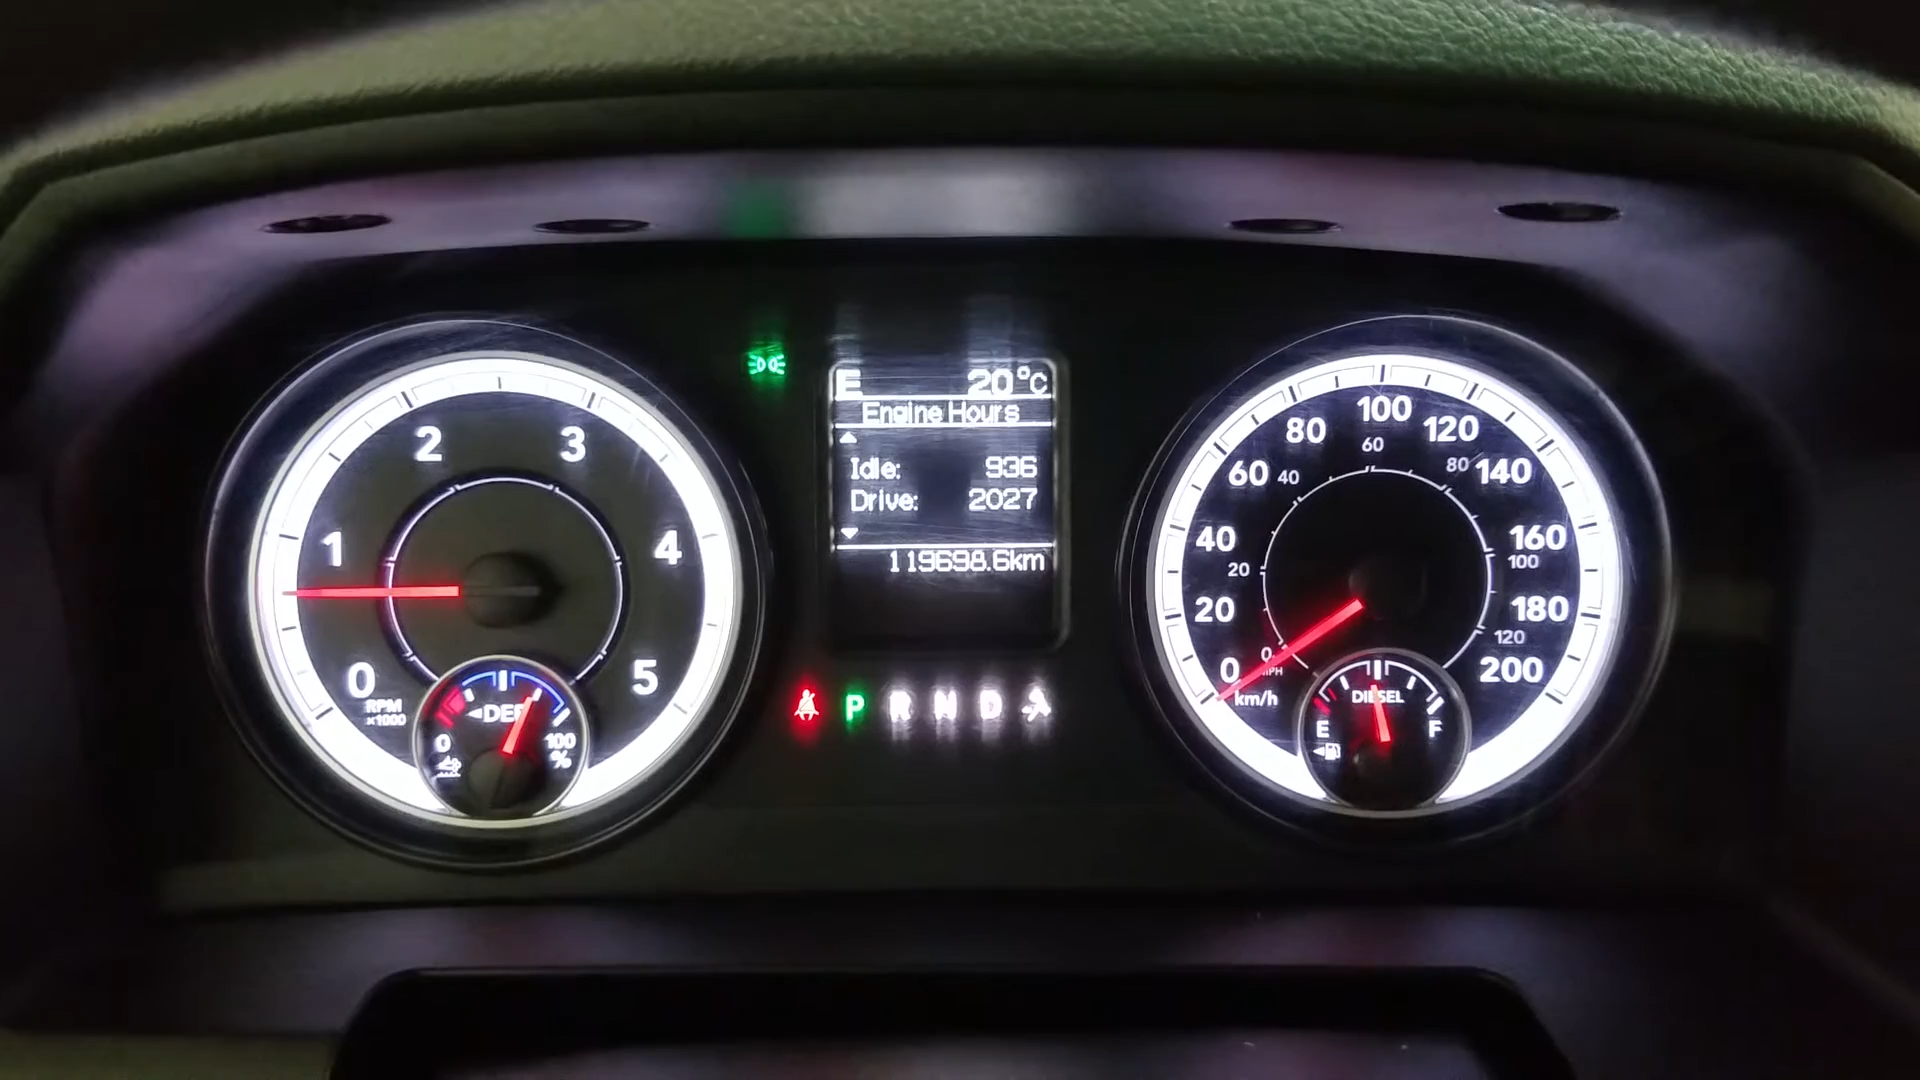 0
1
2
3
4
5
RPM
x1000
DEF
0
100
%
E 20°C
Engine Hours
Idle: 936
Drive: 2027
119698.6km
P R N D
0
20
40
60
80
100
120
140
160
180
200
km/h
0
20
40
60
80
100
120
MPH
DIESEL
E
F